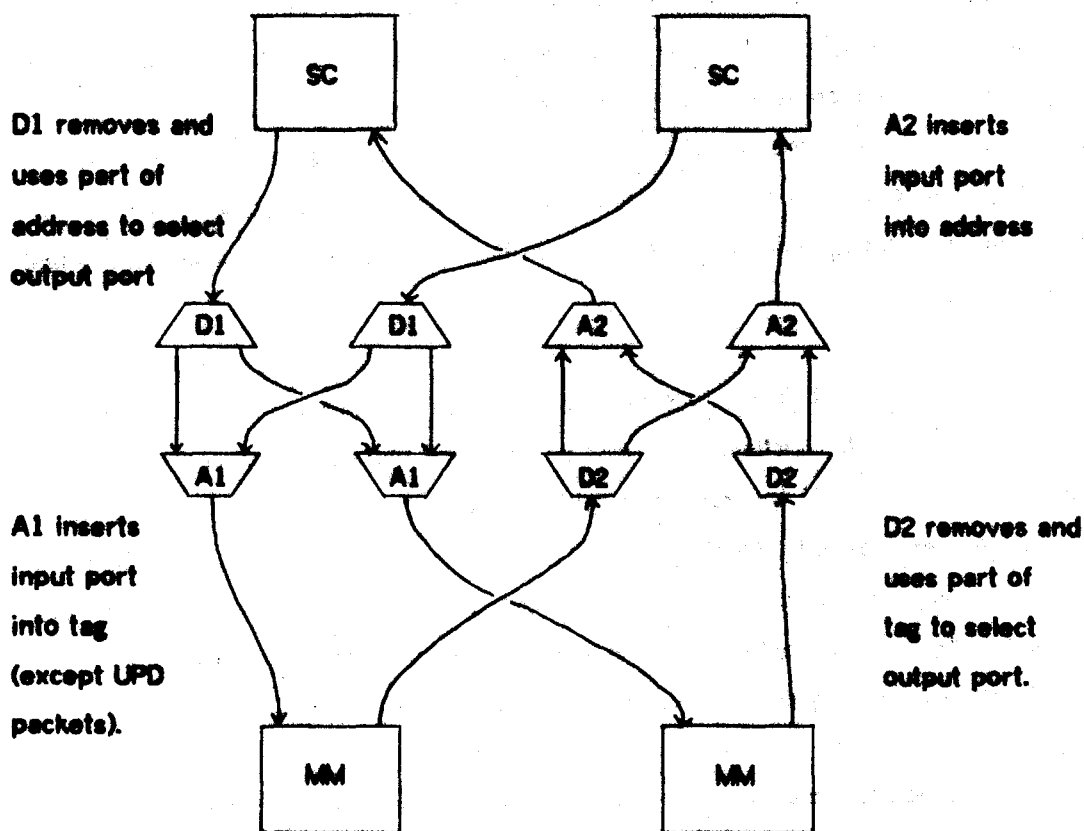 SC
SC
D1 removes and
uses part of
address to select
output port
A2 inserts
input port
into address
D1
D1
A2
A2
A1
A1
D2
D2
A1 inserts
input port
into tag
(except UPD
packets).
D2 removes and
uses part of
tag to select
output port.
MM
MM